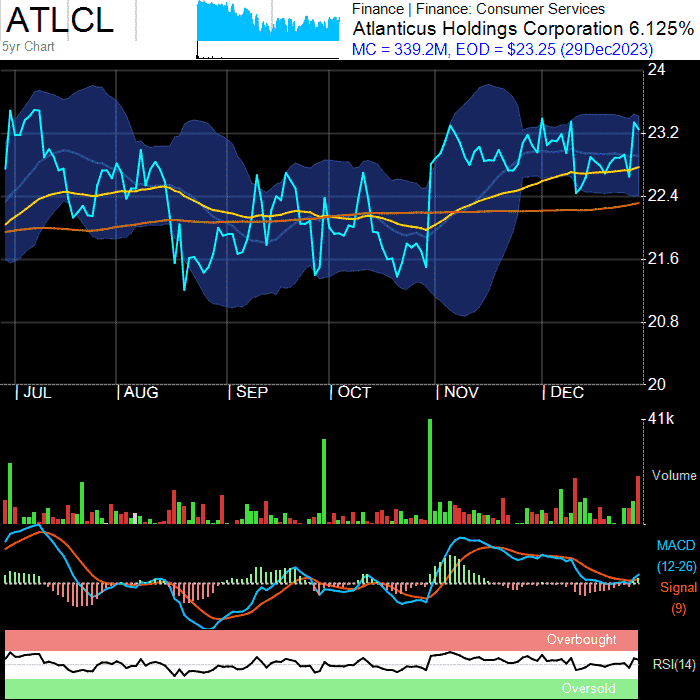 ATLCL
5yr Chart
Finance | Finance: Consumer Services
Atlanticus Holdings Corporation 6.125%
MC = 339.2M, EOD = $23.25 (29Dec2023)
24
23.2
22.4
21.6
20.8
20
JUL AUG SEP OCT NOV DEC
41k
Volume
MACD
(12-26)
Signal
(9)
Overbought
RSI(14)
Oversold